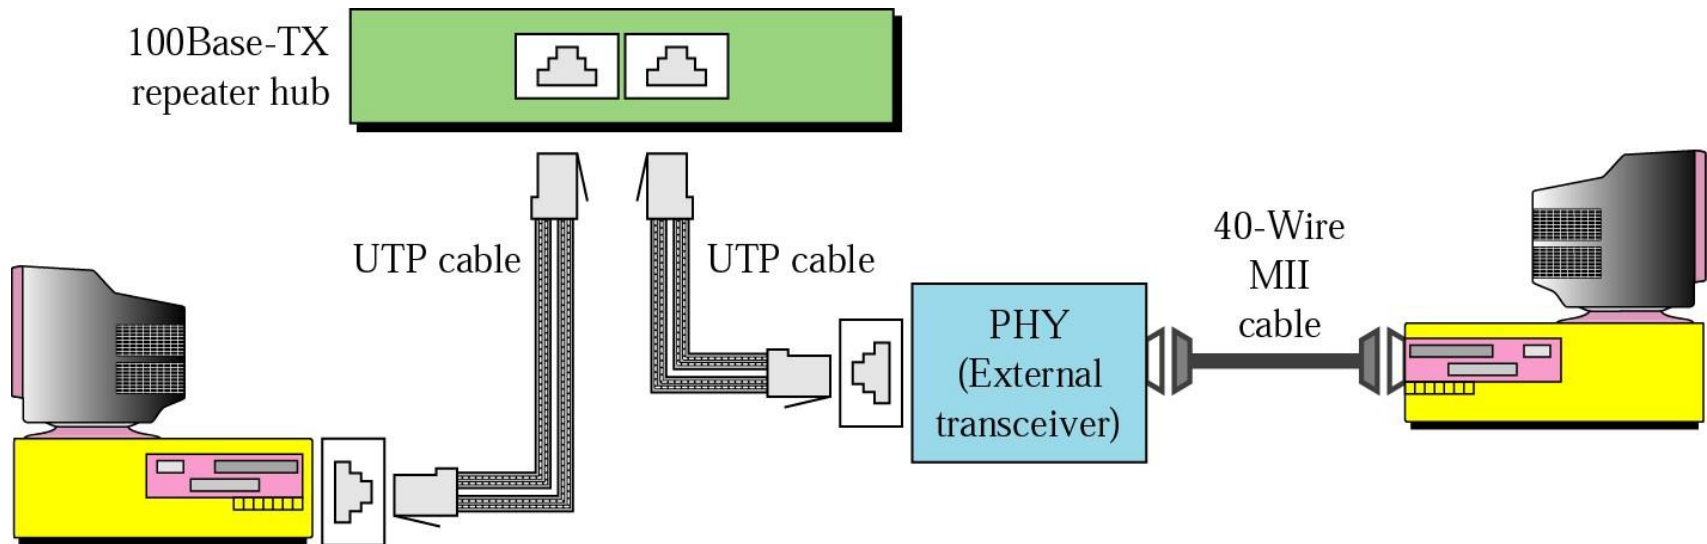 100Base-TX
repeater hub
UTP cable
UTP cable
40-Wire
MII
cable
PHY
(External
transceiver)